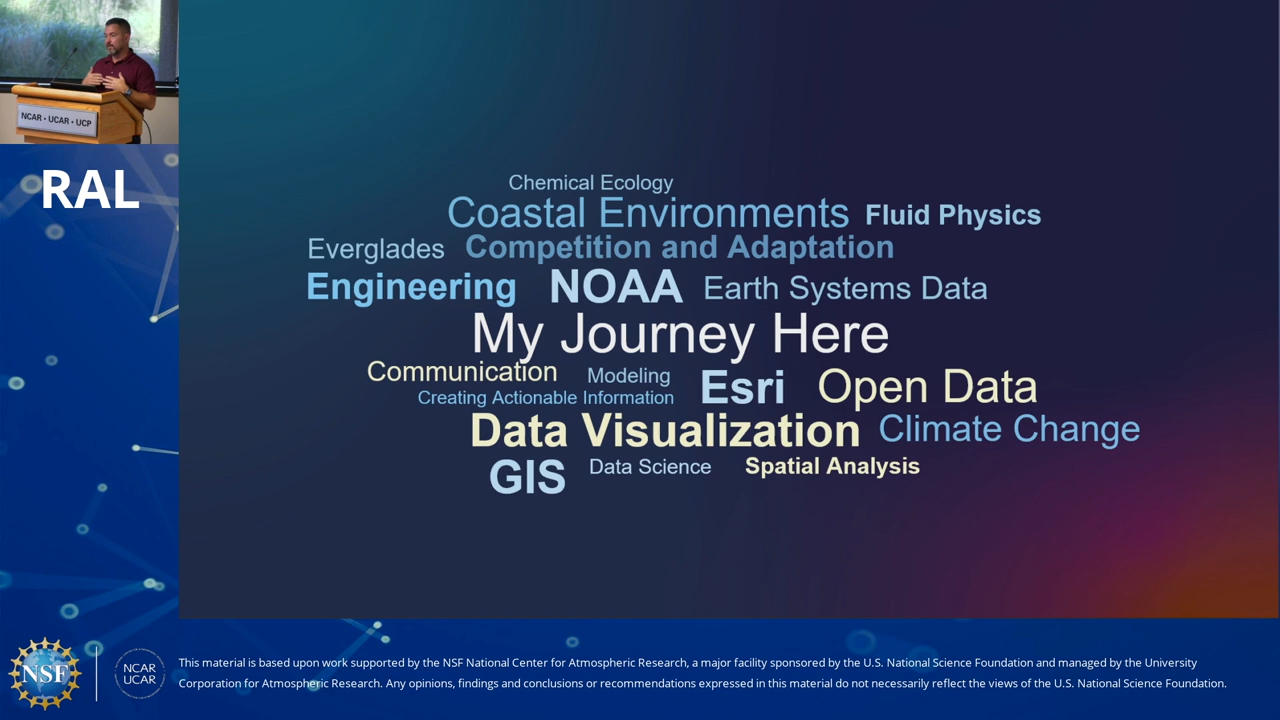 NCAR • UCAR • UCP
RAL
Chemical Ecology
Coastal Environments Fluid Physics
Everglades Competition and Adaptation
Engineering NOAA Earth Systems Data
My Journey Here
Communication Modeling Esri Open Data
Creating Actionable Information
Data Visualization Climate Change
GIS Data Science Spatial Analysis
NSF
NCAR
UCAR
This material is based upon work supported by the NSF National Center for Atmospheric Research, a major facility sponsored by the U.S. National Science Foundation and managed by the University
Corporation for Atmospheric Research. Any opinions, findings and conclusions or recommendations expressed in this material do not necessarily reflect the views of the U.S. National Science Foundation.